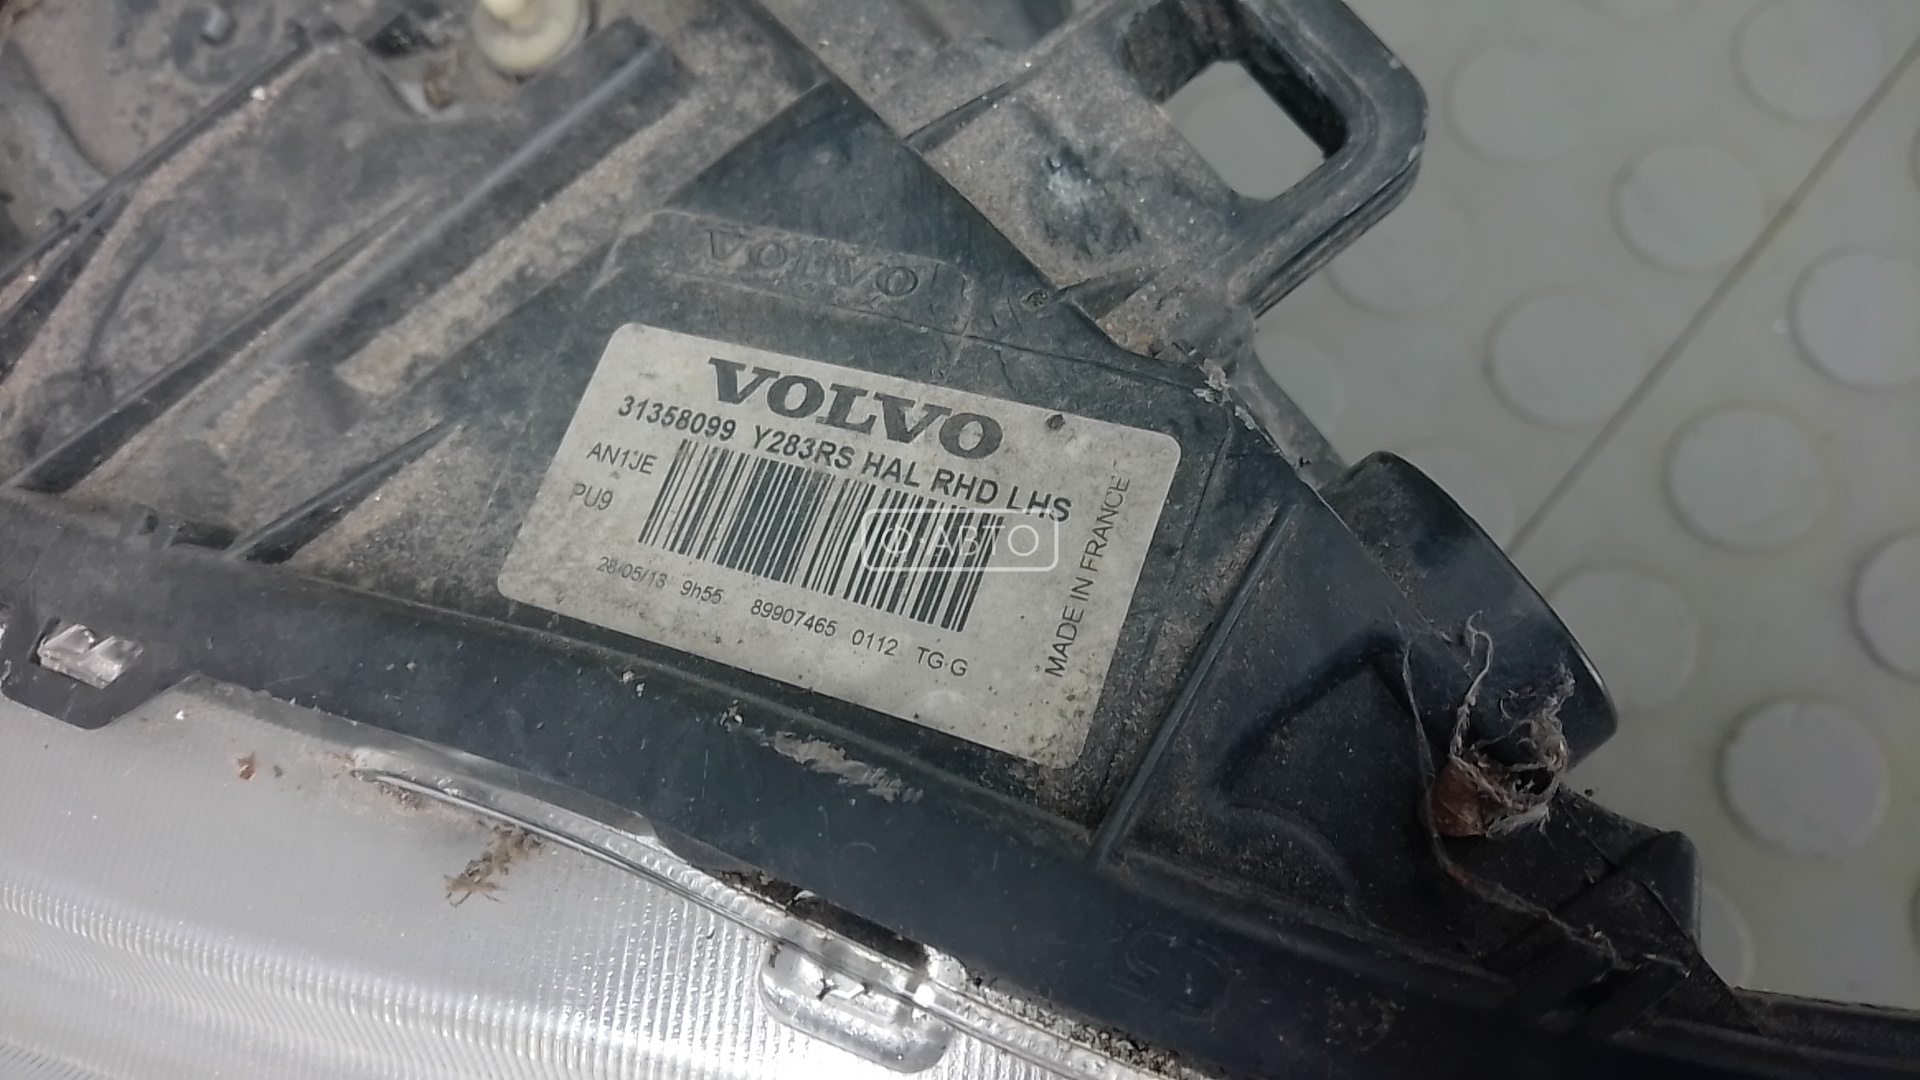 VOLVO
VOLVO
31358099 Y283RS HAL RHD LHS
AN1JE
PU9
28/05/13 9h55 89907465 0112 TG-G
MADE IN FRANCE
АВТО